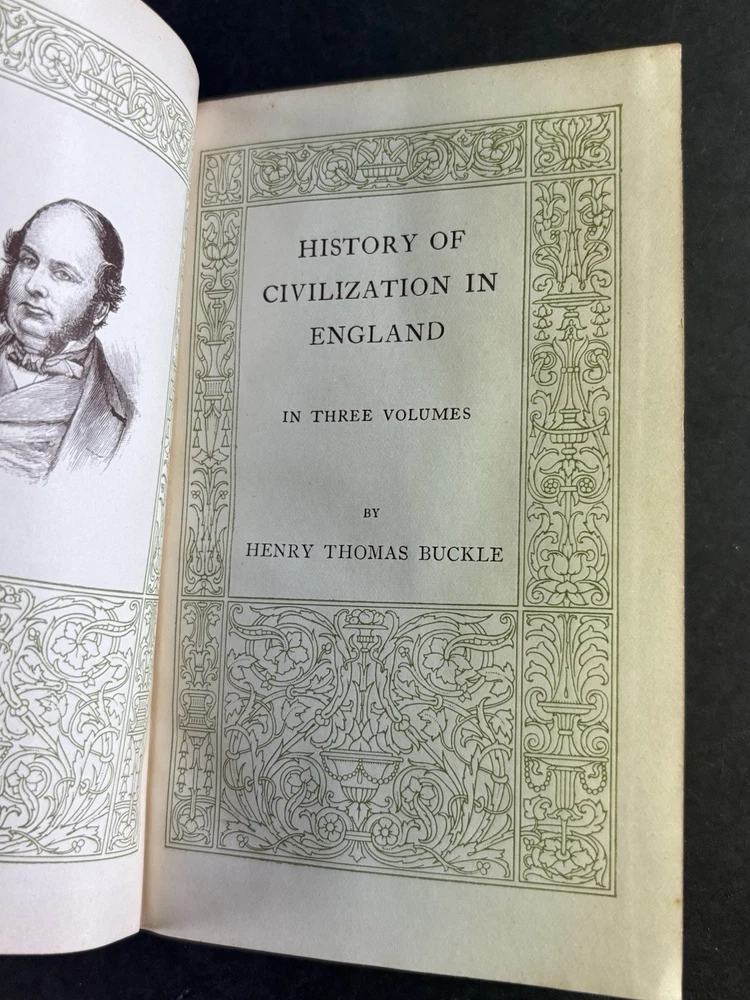 HISTORY OF
CIVILIZATION IN
ENGLAND
IN THREE VOLUMES
BY
HENRY THOMAS BUCKLE